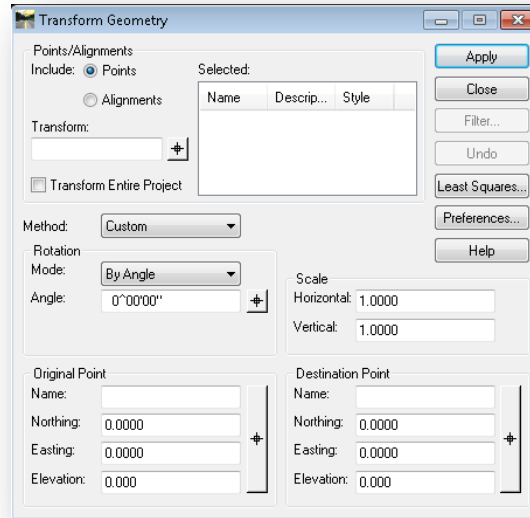 Transform Geometry
Points/Alignments
Include: Points
Alignments
Selected:
Name Descrip... Style
Transform:
Transform Entire Project
Apply
Close
Filter...
Undo
Least Squares...
Preferences...
Help
Method: Custom
Rotation
Mode: By Angle
Angle: 0^00'00"
Scale
Horizontal: 1.0000
Vertical: 1.0000
Original Point
Name:
Northing: 0.0000
Easting: 0.0000
Elevation: 0.000
Destination Point
Name:
Northing: 0.0000
Easting: 0.0000
Elevation: 0.000